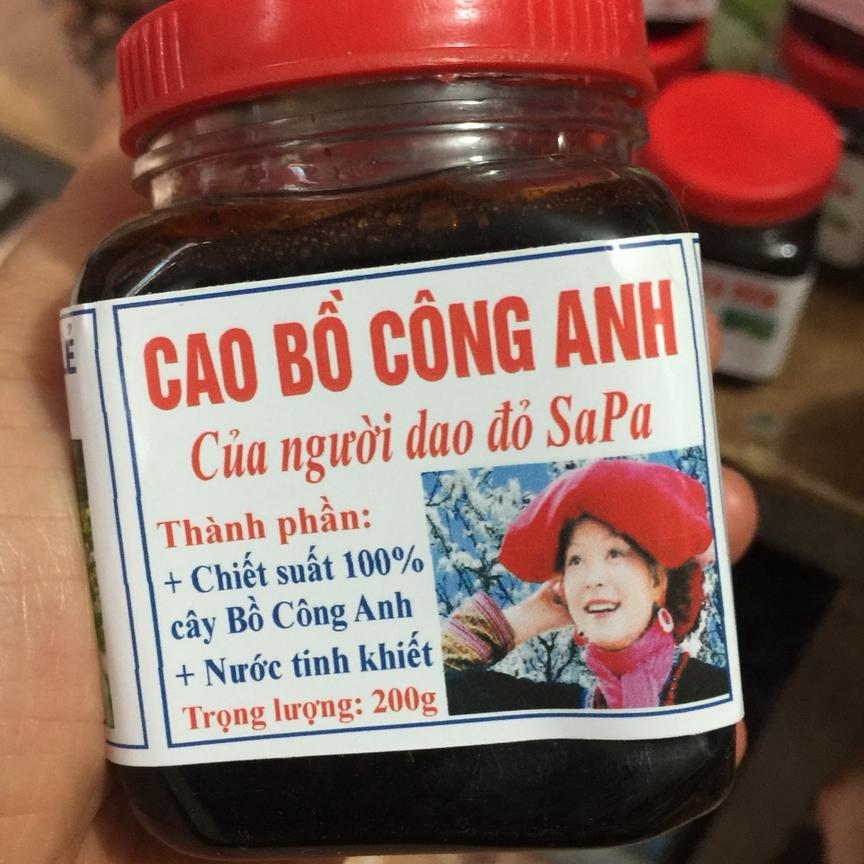 CAO BỒ CÔNG ANH
Của người dao đỏ SaPa
Thành phần:
+ Chiết suất 100%
cây Bồ Công Anh
+ Nước tinh khiết
Trọng lượng: 200g